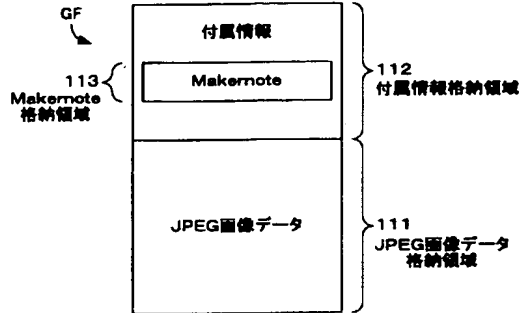 GF
付属情報
Makernote
113
Makernote
格納領域
112
付属情報格納領域
JPEG画像データ
111
JPEG画像データ
格納領域